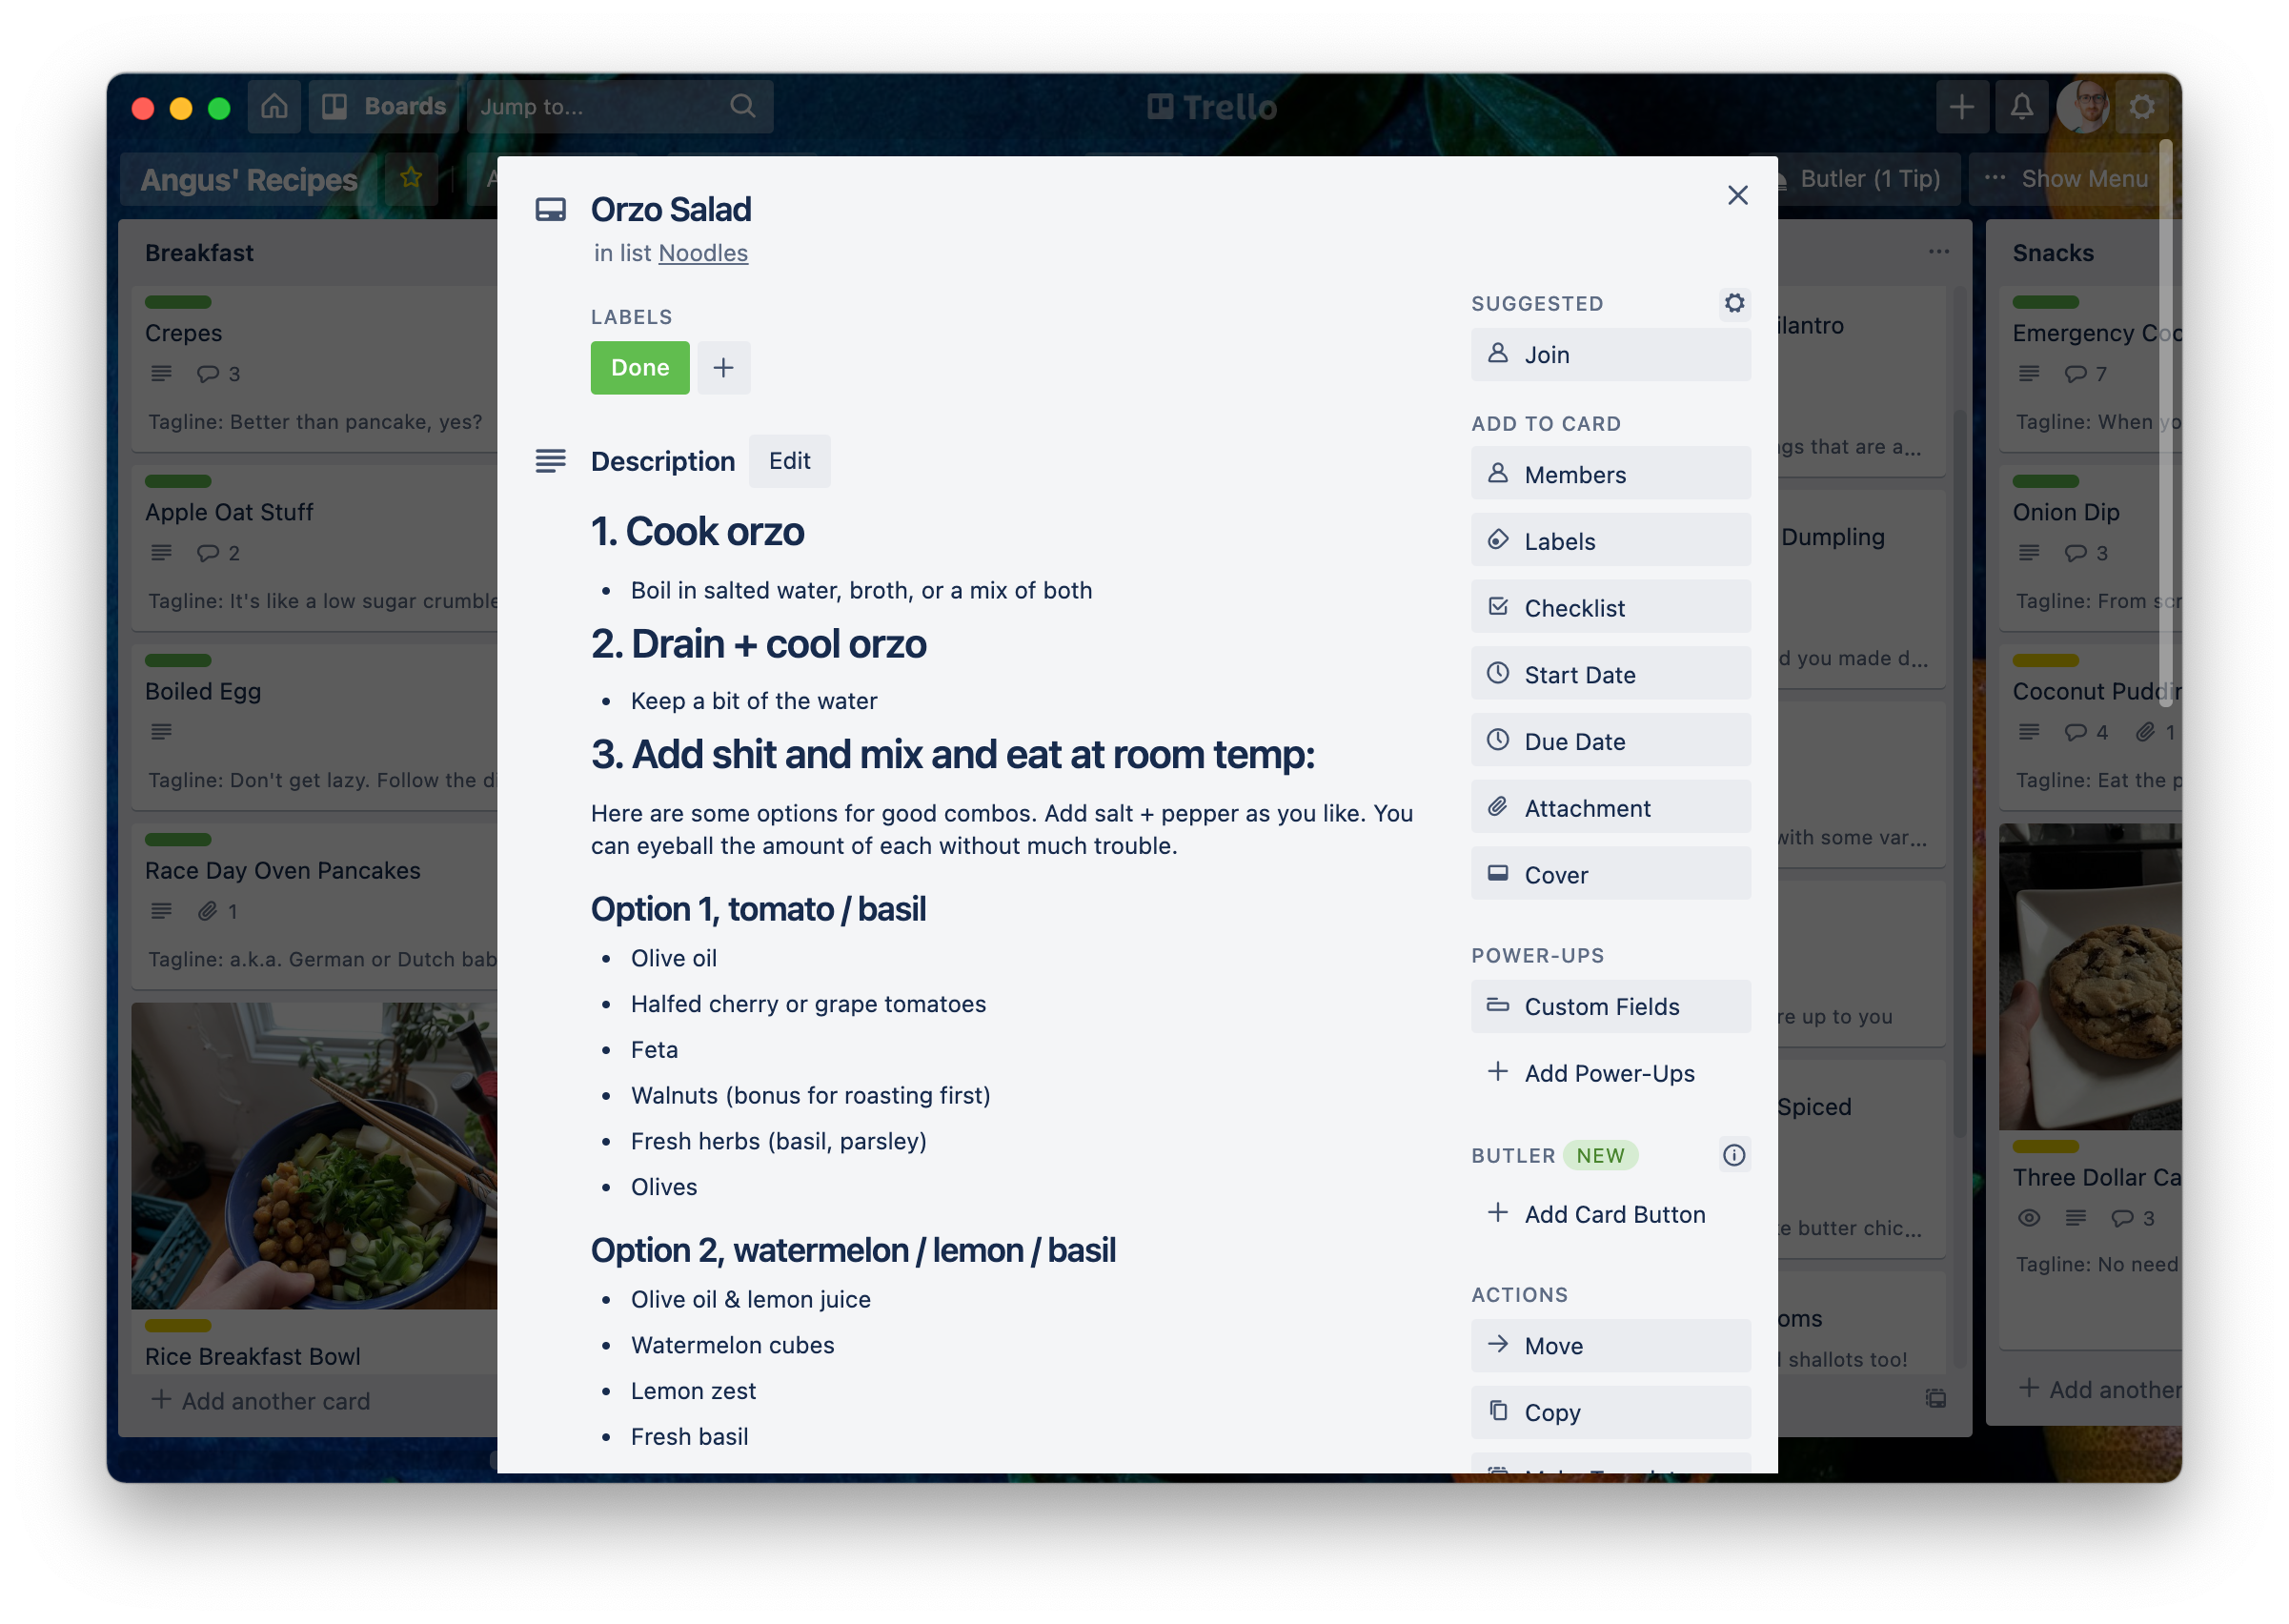 Boards
Jump to...
Trello
Angus' Recipes
Butler (1 Tip)
Show Menu
Breakfast
Crepes
3
Tagline: Better than pancake, yes?
Apple Oat Stuff
2
Tagline: It's like a low sugar crumble
Boiled Egg
Tagline: Don't get lazy. Follow the
Race Day Oven Pancakes
1
Tagline: a.k.a. German or Dutch
Rice Breakfast Bowl
+ Add another card
Orzo Salad
in list Noodles
LABELS
Done
+
Description
Edit
1. Cook orzo
• Boil in salted water, broth, or a mix of both
2. Drain + cool orzo
• Keep a bit of the water
3. Add shit and mix and eat at room temp:
Here are some options for good combos. Add salt + pepper as you like. You
can eyeball the amount of each without much trouble.
Option 1, tomato / basil
• Olive oil
• Halfed cherry or grape tomatoes
• Feta
• Walnuts (bonus for roasting first)
• Fresh herbs (basil, parsley)
• Olives
Option 2, watermelon / lemon / basil
• Olive oil & lemon juice
• Watermelon cubes
• Lemon zest
• Fresh basil
SUGGESTED
Join
ADD TO CARD
Members
Labels
Checklist
Start Date
Due Date
Attachment
Cover
POWER-UPS
Custom Fields
+ Add Power-Ups
BUTLER NEW
+ Add Card Button
ACTIONS
Move
Copy
that are a...
Dumpling
you made d...
with some var...
up to you
Spiced
butter chic...
shallots too!
Snacks
Emergency
7
Tagline: When
Onion Dip
3
Tagline: From
Coconut
4
1
Tagline: Eat the
Three Dollar
3
Tagline: No need
+ Add another